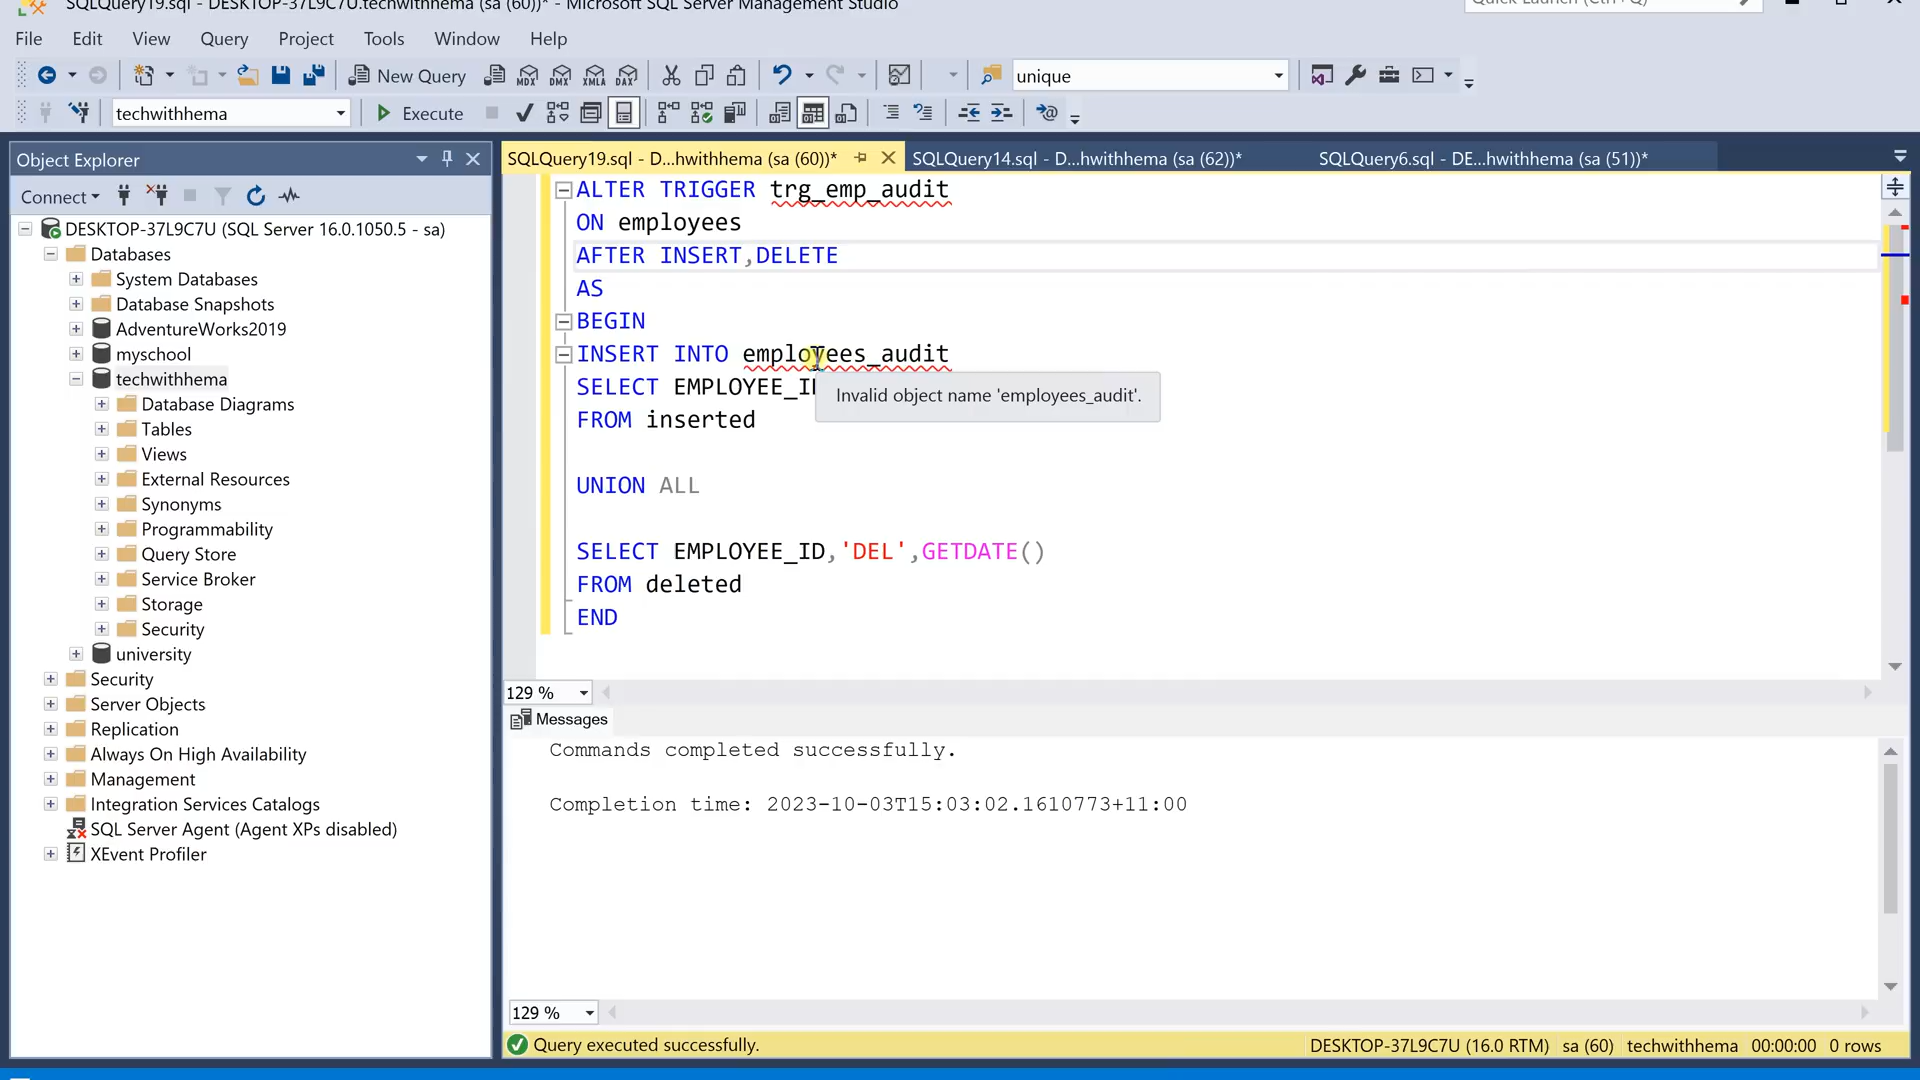 SQLQuery19.sql - DESKTOP-37L9C7U.techwithhema (sa (60))* - Microsoft SQL Server Management Studio
Quick Launch (Ctrl+Q)
File Edit View Query Project Tools Window Help
New Query MDX DMX XMLA DAX unique
techwithhema Execute
Object Explorer
SQLQuery19.sql - D...hwithhema (sa (60))* SQLQuery14.sql - D...hwithhema (sa (62))* SQLQuery6.sql - DE...hwithhema (sa (51))*
Connect
DESKTOP-37L9C7U (SQL Server 16.0.1050.5 - sa)
Databases
System Databases
Database Snapshots
AdventureWorks2019
myschool
techwithhema
Database Diagrams
Tables
Views
External Resources
Synonyms
Programmability
Query Store
Service Broker
Storage
Security
university
Security
Server Objects
Replication
Always On High Availability
Management
Integration Services Catalogs
SQL Server Agent (Agent XPs disabled)
XEvent Profiler
ALTER TRIGGER trg_emp_audit
ON employees
AFTER INSERT,DELETE
AS
BEGIN
INSERT INTO employees_audit
SELECT EMPLOYEE_ID
Invalid object name 'employees_audit'.
FROM inserted
UNION ALL
SELECT EMPLOYEE_ID,'DEL',GETDATE()
FROM deleted
END
129 %
Messages
Commands completed successfully.
Completion time: 2023-10-03T15:03:02.1610773+11:00
129 %
Query executed successfully. DESKTOP-37L9C7U (16.0 RTM) sa (60) techwithhema 00:00:00 0 rows